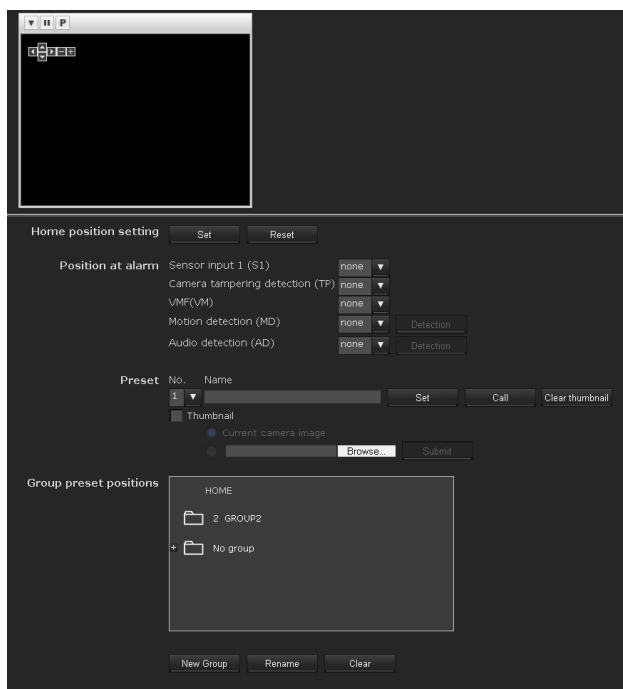 P
Home position setting Set Reset
Position at alarm Sensor input 1 (S1) none
Camera tampering detection (TP) none
VMF(VM) none
Motion detection (MD) none Detection
Audio detection (AD) none Detection
Preset No. Name
1 Set Call Clear thumbnail
Thumbnail
Current camera image
Browse... Submit
Group preset positions
HOME
2 GROUP2
+ No group
New Group Rename Clear